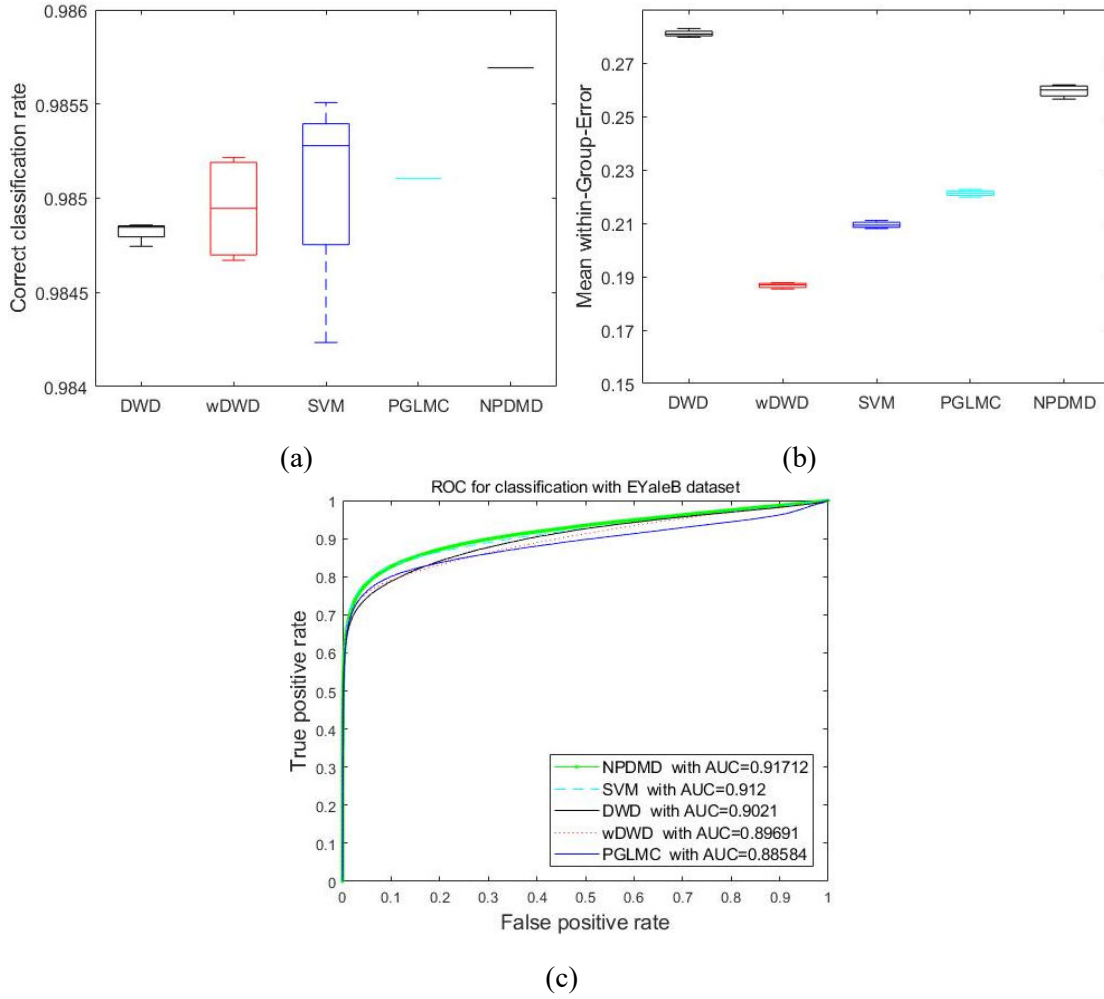 0.986
0.9855
0.985
0.9845
0.984
Correct classification rate
DWD wDWD SVM PGLMC NPDMD
(a)
0.27
0.25
0.23
0.21
0.19
0.17
0.15
Mean within-Group-Error
DWD wDWD SVM PGLMC NPDMD
(b)
ROC for classification with EYaleB dataset
1
0.9
0.8
0.7
0.6
0.5
0.4
0.3
0.2
0.1
0
True positive rate
NPDMD with AUC=0.91712
SVM with AUC=0.912
DWD with AUC=0.9021
wDWD with AUC=0.89691
PGLMC with AUC=0.88584
0 0.1 0.2 0.3 0.4 0.5 0.6 0.7 0.8 0.9 1
False positive rate
(c)